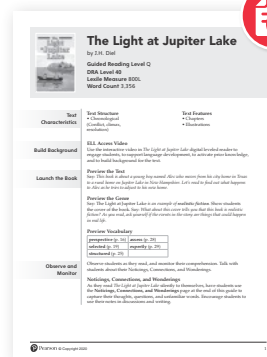 The Light at Jupiter Lake
by J.H. Diel
Guided Reading Level Q
DRA Level 40
Lexile Measure 800L
Word Count 3,356
Text Characteristics
Text Structure
• Chronological
(Conflict, climax,
resolution)
Text Features
• Chapters
• Illustrations
Build Background
ELL Access Video
Use the interactive video in The Light at Jupiter Lake digital leveled reader to
engage students, to support language development, to activate prior knowledge,
and to build background for the text.
Launch the Book
Preview the Text
Say: This book is about a young boy named Alex who moves from his city home in Texas
to a rural home on Jupiter Lake in New Hampshire. Let's read to find out what happens
to Alex as he tries to adjust to his new home.
Preview the Genre
Say: The Light at Jupiter Lake is an example of realistic fiction. Show students
the cover of the book. Say: What about this cover tells you that this book is realistic
fiction? As you read, ask yourself if the events in the story are things that could happen
in real life.
Preview Vocabulary
perspective (p. 16) assess (p. 28)
selected (p. 19) expertly (p. 29)
structured (p. 29)
Observe and Monitor
Observe students as they read, and monitor their comprehension. Talk with
students about their Noticings, Connections, and Wonderings.
Noticings, Connections, and Wonderings
As they read The Light at Jupiter Lake silently to themselves, have students use
the Noticings, Connections, and Wonderings page at the end of this guide to
capture their thoughts, questions, and unfamiliar words. Encourage students to
use their notes in discussions and writing.
Pearson © Copyright 2020
1